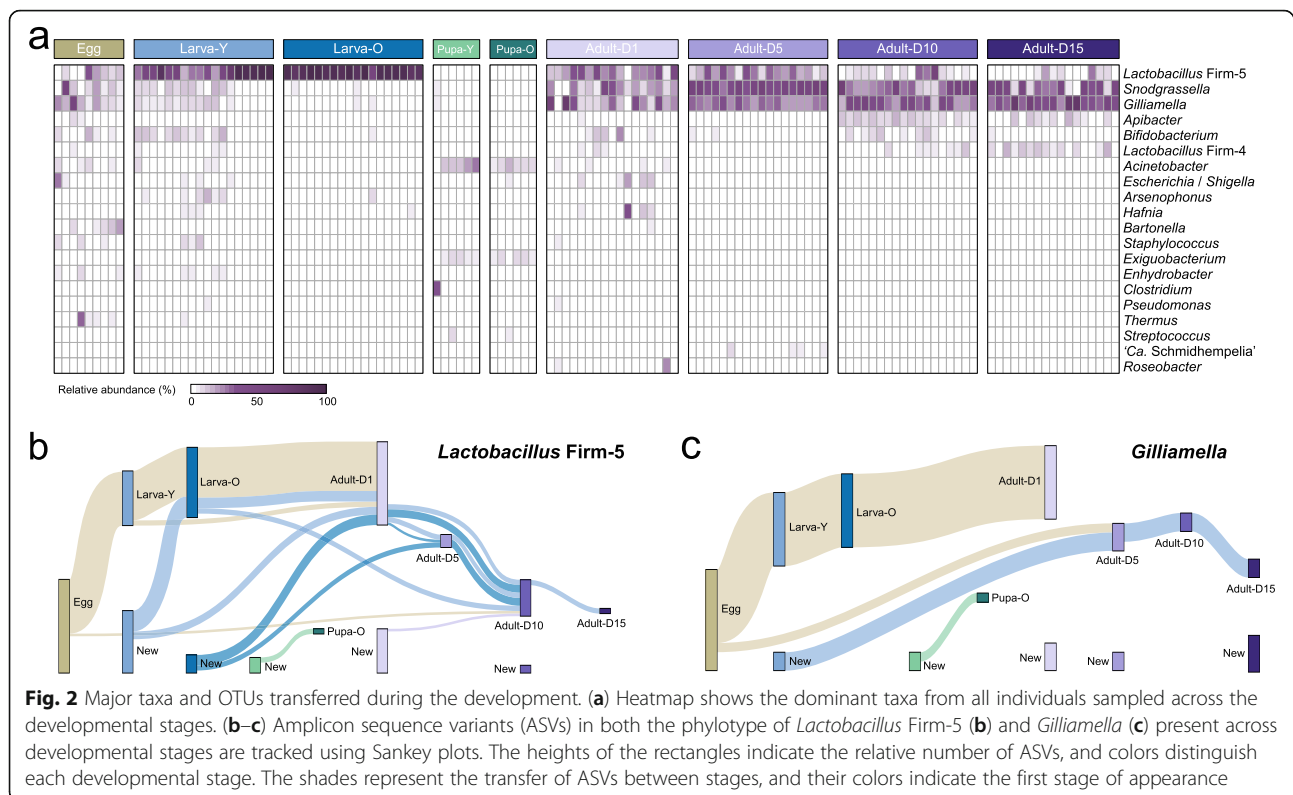 a
Egg Larva-Y Larva-O Pupa-Y Pupa-O Adult-D1 Adult-D5 Adult-D10 Adult-D15
Lactobacillus Firm-5
Snodgrassella
Gilliamella
Apibacter
Bifidobacterium
Lactobacillus Firm-4
Acinetobacter
Escherichia / Shigella
Arsenophonus
Hafnia
Bartonella
Staphylococcus
Exiguobacterium
Enhydrobacter
Clostridium
Pseudomonas
Thermus
Streptococcus
‘Ca. Schmidhempelia’
Roseobacter
Relative abundance (%)
0 50 100
b
Lactobacillus Firm-5
Egg
Larva-Y
Larva-O
Adult-D1
Adult-D5
Adult-D10
Adult-D15
Pupa-O
New
New
New
New
New
c
Gilliamella
Egg
Larva-Y
Larva-O
Adult-D1
Adult-D5
Adult-D10
Adult-D15
Pupa-O
New
New
New
New
New
Fig. 2 Major taxa and OTUs transferred during the development. (a) Heatmap shows the dominant taxa from all individuals sampled across the
developmental stages. (b–c) Amplicon sequence variants (ASVs) in both the phylotype of Lactobacillus Firm-5 (b) and Gilliamella (c) present across
developmental stages are tracked using Sankey plots. The heights of the rectangles indicate the relative number of ASVs, and colors distinguish
each developmental stage. The shades represent the transfer of ASVs between stages, and their colors indicate the first stage of appearance